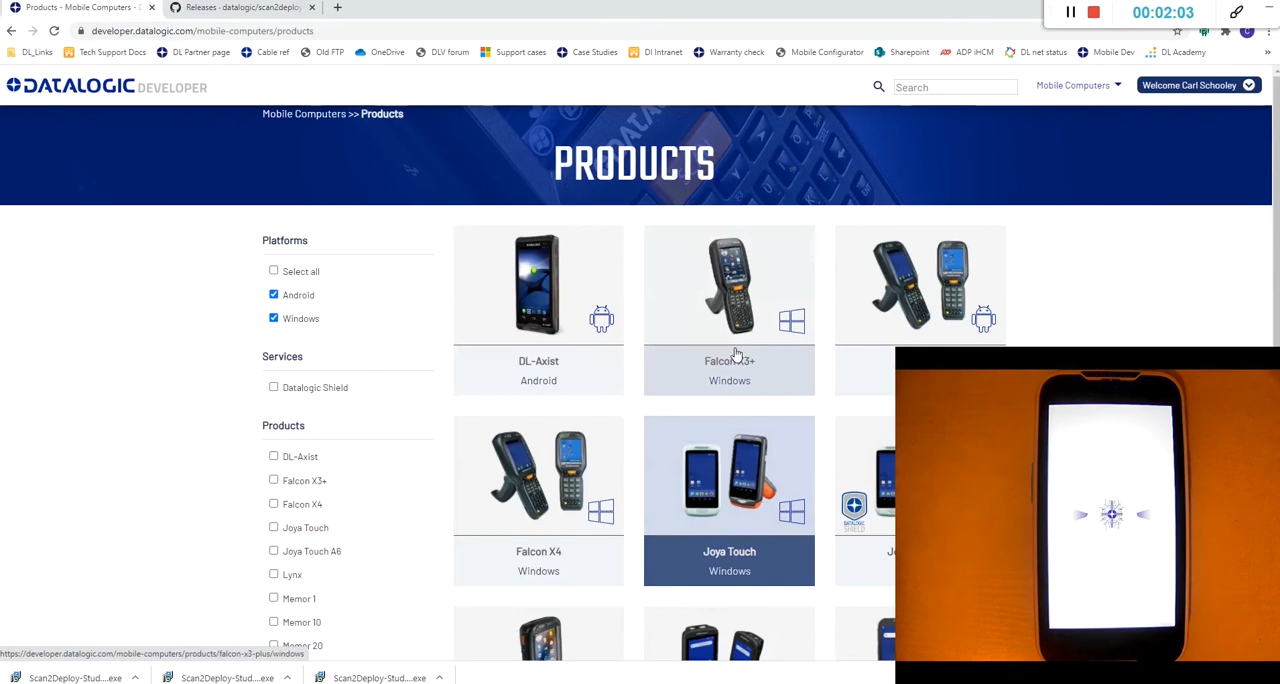 Products - Mobile Computers - D
Releases - datalogic/scan2deploy
00:02:03
developer.datalogic.com/mobile-computers/products
DL_Links
Tech Support Docs
DL Partner page
Cable ref
Old FTP
OneDrive
DLV forum
Support cases
Case Studies
DI Intranet
Warranty check
Mobile Configurator
Sharepoint
ADP iHCM
DL net status
Mobile Dev
DL Academy
DATALOGIC DEVELOPER
Search
Mobile Computers
Welcome Carl Schooley
Mobile Computers >> Products
PRODUCTS
Platforms
Select all
Android
Windows
Services
Datalogic Shield
Products
DL-Axist
Falcon X3+
Falcon X4
Joya Touch
Joya Touch A6
Lynx
Memor 1
Memor 10
Memor 20
DL-Axist
Android
Falcon X3+
Windows
Falcon X4
Windows
Joya Touch
Windows
DATALOGIC
SHIELD
https://developer.datalogic.com/mobile-computers/products/falcon-x3-plus/windows
Scan2Deploy-Stud....exe
Scan2Deploy-Stud....exe
Scan2Deploy-Stud....exe